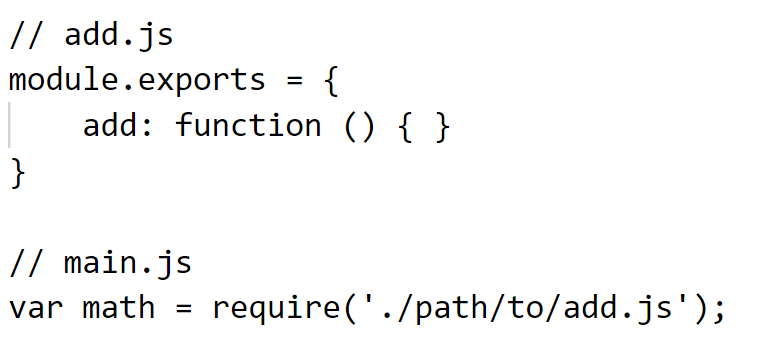 // add.js
module.exports = {
    add: function () { }
}

// main.js
var math = require('./path/to/add.js');